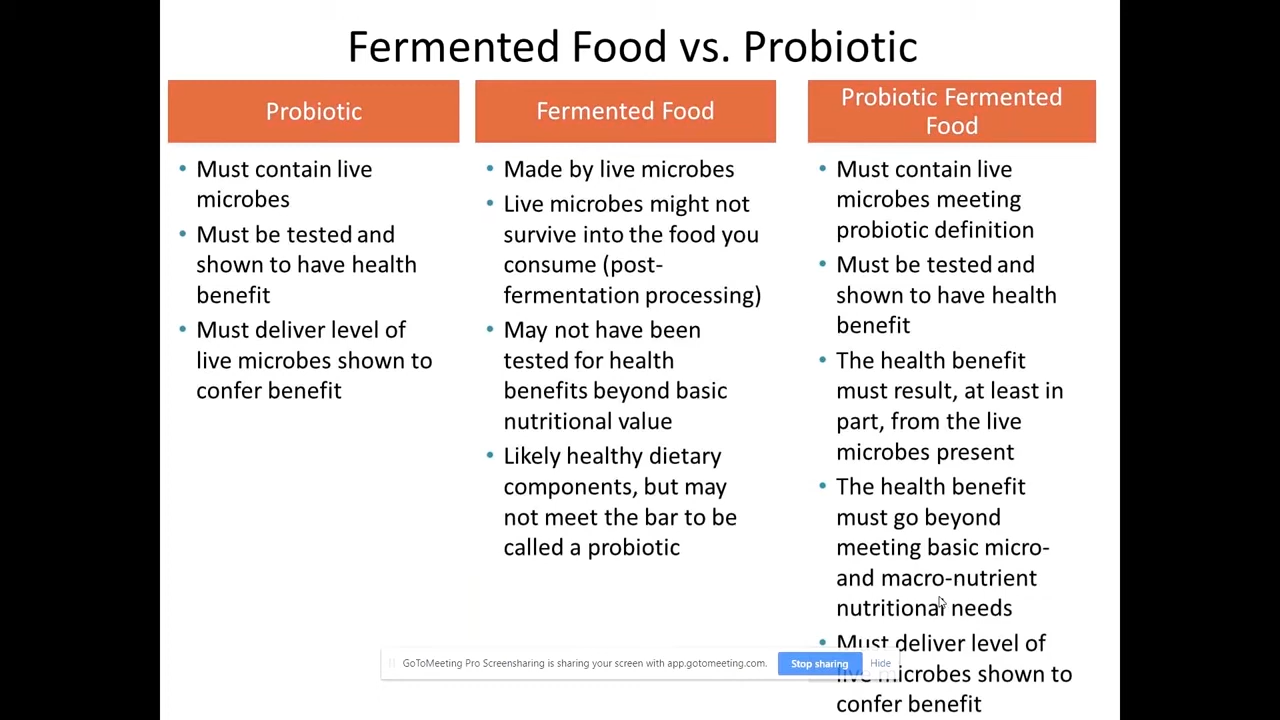 Fermented Food vs. Probiotic
Probiotic
• Must contain live
microbes
• Must be tested and
shown to have health
benefit
• Must deliver level of
live microbes shown to
confer benefit
Fermented Food
• Made by live microbes
• Live microbes might not
survive into the food you
consume (post-
fermentation processing)
• May not have been
tested for health
benefits beyond basic
nutritional value
• Likely healthy dietary
components, but may
not meet the bar to be
called a probiotic
Probiotic Fermented
Food
• Must contain live
microbes meeting
probiotic definition
• Must be tested and
shown to have health
benefit
• The health benefit
must result, at least in
part, from the live
microbes present
• The health benefit
must go beyond
meeting basic micro-
and macro-nutrient
nutritional needs
• Must deliver level of
live microbes shown to
confer benefit
GoToMeeting Pro Screensharing is sharing your screen with app.gotomeeting.com.
Stop sharing
Hide